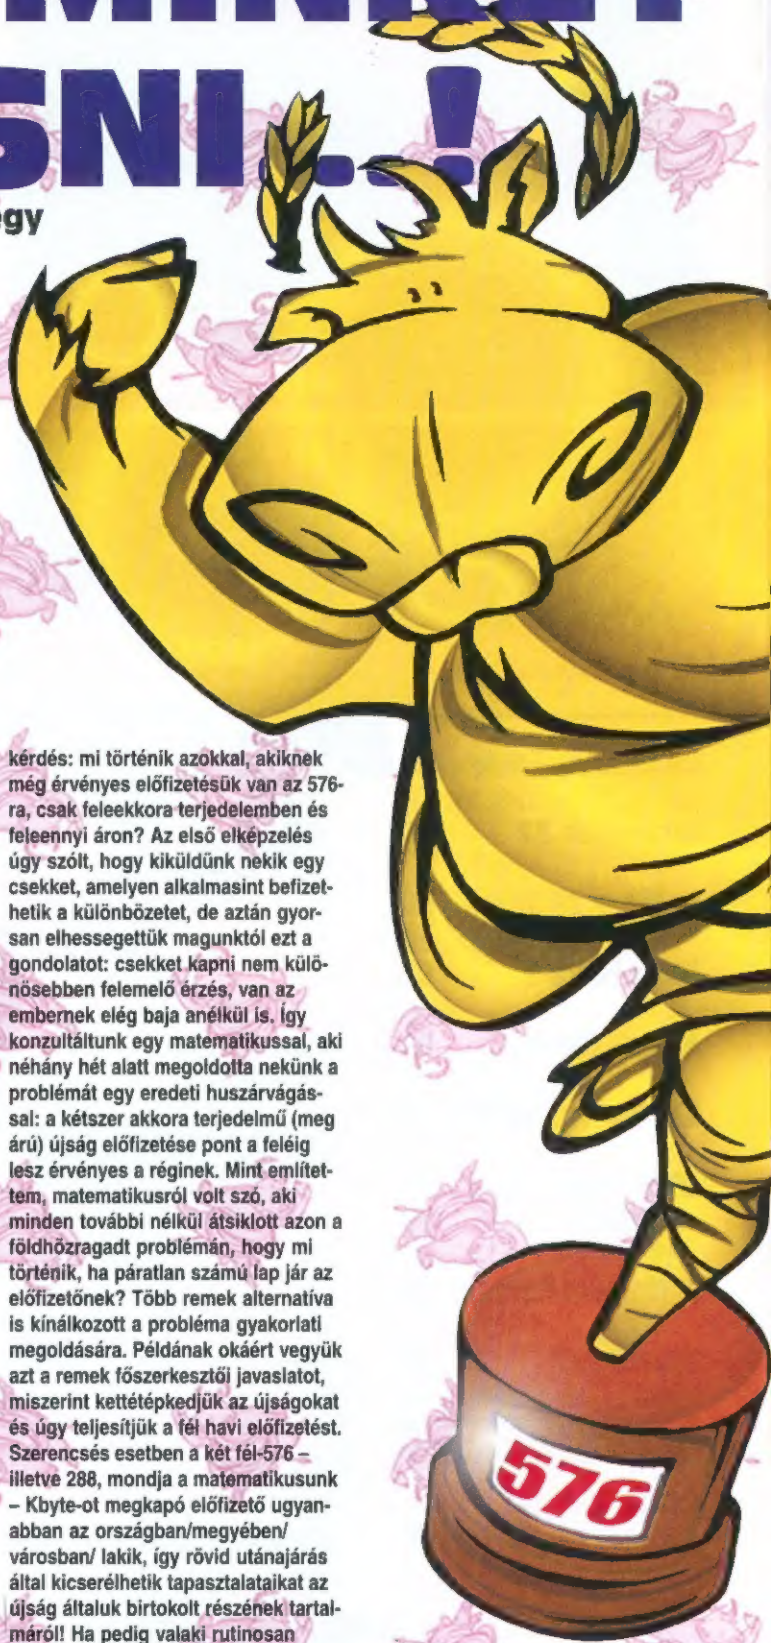 SNI...!
gy
kérdés: mi történik azokkal, akiknek
még érvényes előfizetésük van az 576-
ra, csak feleekkora terjedelemben és
feleennyi áron? Az első elképzelés
úgy szólt, hogy kiküldünk nekik egy
csekket, amelyen alkalmasint befizet-
hetik a különbözetet, de aztán gyor-
san elhessegettük magunktól ezt a
gondolatot: csekket kapni nem külö-
nösebben felemelő érzés, van az
embernek elég baja anélkül is. Így
konzultáltunk egy matematikussal, aki
néhány hét alatt megoldotta nekünk a
problémát egy eredeti huszárvágás-
sal: a kétszer akkora terjedelmű (meg
árú) újság előfizetése pont a feléig
lesz érvényes a réginek. Mint említet-
tem, matematikusról volt szó, aki
minden további nélkül átsiklott azon a
földhözragadt problémán, hogy mi
történik, ha páratlan számú lap jár az
előfizetőnek? Több remek alternatíva
is kínálkozott a probléma gyakorlati
megoldására. Példának okáért vegyük
azt a remek főszerkesztői javaslatot,
miszerint kettétépkedjük az újságokat
és úgy teljesítjük a fél havi előfizetést.
Szerencsés esetben a két fél-576 –
illetve 288, mondja a matematikusunk
– Kbyte-ot megkapó előfizető ugyan-
abban az országban/megyében/
városban/ lakik, így rövid utánajárás
által kicserélhetik tapasztalataikat az
újság általuk birtokolt részének tartal-
máról! Ha pedig valaki rutinosan
576